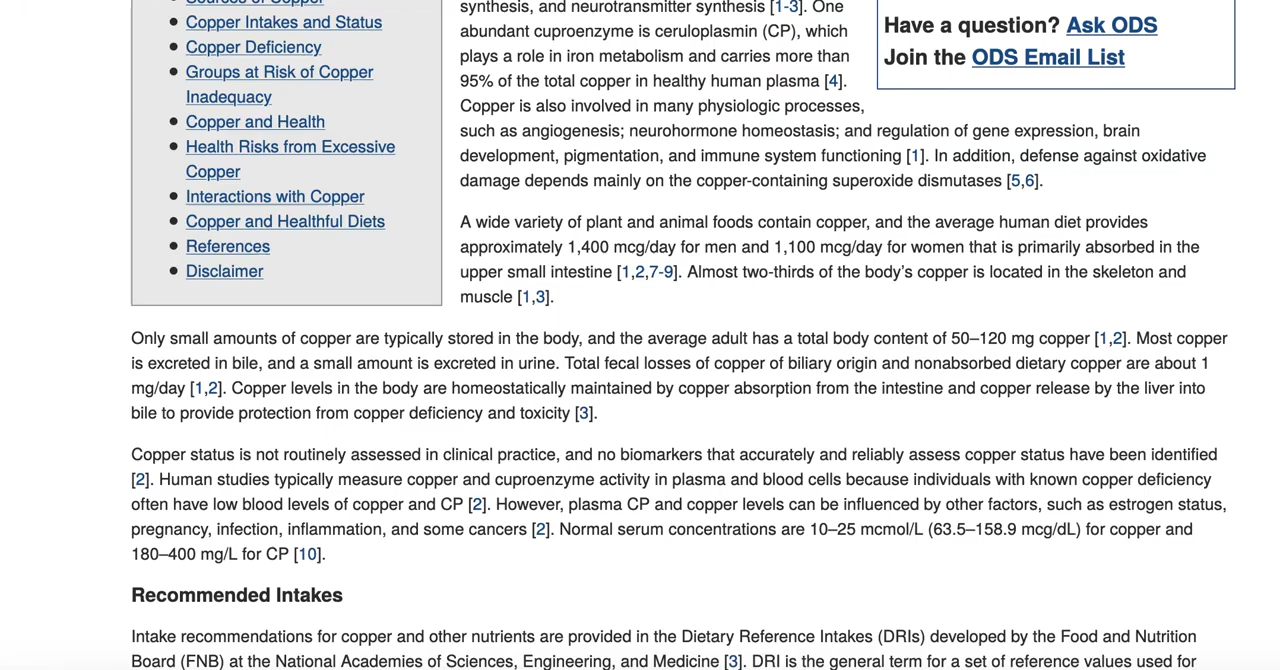 Sources of Copper
Copper Intakes and Status
Copper Deficiency
Groups at Risk of Copper
Inadequacy
Copper and Health
Health Risks from Excessive
Copper
Interactions with Copper
Copper and Healthful Diets
References
Disclaimer
synthesis, and neurotransmitter synthesis [1-3]. One
abundant cuproenzyme is ceruloplasmin (CP), which
plays a role in iron metabolism and carries more than
95% of the total copper in healthy human plasma [4].
Copper is also involved in many physiologic processes,
such as angiogenesis; neurohormone homeostasis; and regulation of gene expression, brain
development, pigmentation, and immune system functioning [1]. In addition, defense against oxidative
damage depends mainly on the copper-containing superoxide dismutases [5,6].
Have a question? Ask ODS
Join the ODS Email List
A wide variety of plant and animal foods contain copper, and the average human diet provides
approximately 1,400 mcg/day for men and 1,100 mcg/day for women that is primarily absorbed in the
upper small intestine [1,2,7-9]. Almost two-thirds of the body's copper is located in the skeleton and
muscle [1,3].
Only small amounts of copper are typically stored in the body, and the average adult has a total body content of 50–120 mg copper [1,2]. Most copper
is excreted in bile, and a small amount is excreted in urine. Total fecal losses of copper of biliary origin and nonabsorbed dietary copper are about 1
mg/day [1,2]. Copper levels in the body are homeostatically maintained by copper absorption from the intestine and copper release by the liver into
bile to provide protection from copper deficiency and toxicity [3].
Copper status is not routinely assessed in clinical practice, and no biomarkers that accurately and reliably assess copper status have been identified
[2]. Human studies typically measure copper and cuproenzyme activity in plasma and blood cells because individuals with known copper deficiency
often have low blood levels of copper and CP [2]. However, plasma CP and copper levels can be influenced by other factors, such as estrogen status,
pregnancy, infection, inflammation, and some cancers [2]. Normal serum concentrations are 10–25 mcmol/L (63.5–158.9 mcg/dL) for copper and
180–400 mg/L for CP [10].
Recommended Intakes
Intake recommendations for copper and other nutrients are provided in the Dietary Reference Intakes (DRIs) developed by the Food and Nutrition
Board (FNB) at the National Academies of Sciences, Engineering, and Medicine [3]. DRI is the general term for a set of reference values used for